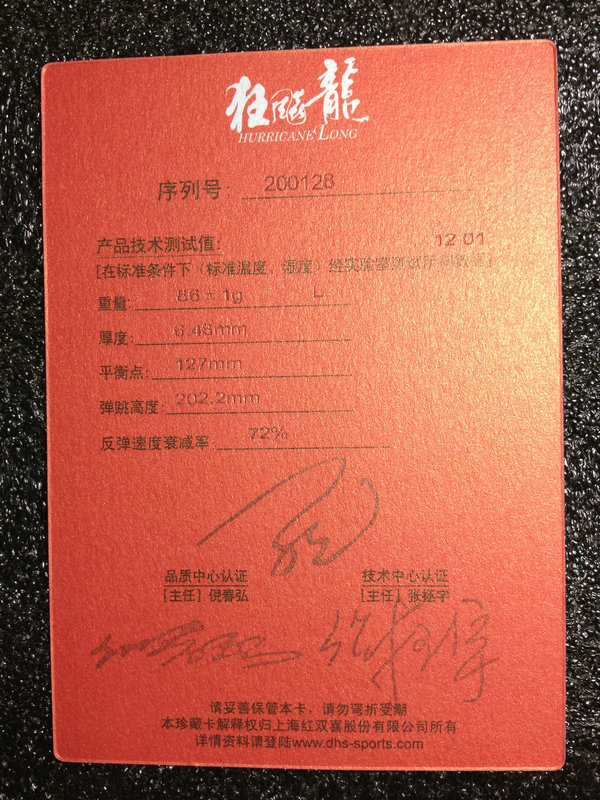 狂飚龍
HURRICANE Long
序列号: 200128
产品技术测试值: 12 01
[在标准条件下(标准温度、湿度)经实验室测试所得数率]
重量: 86±1g L
厚度: 6.48mm
平衡点: 127mm
弹跳高度: 202.2mm
反弹速度衰减率: 72%
品质中心认证 技术中心认证
[主任] 倪春弘 [主任] 张拯宇
请妥善保管本卡,请勿弯折受潮
本珍藏卡解释权归上海红双喜股份有限公司所有
详情资料请登陆www.dhs-sports.com